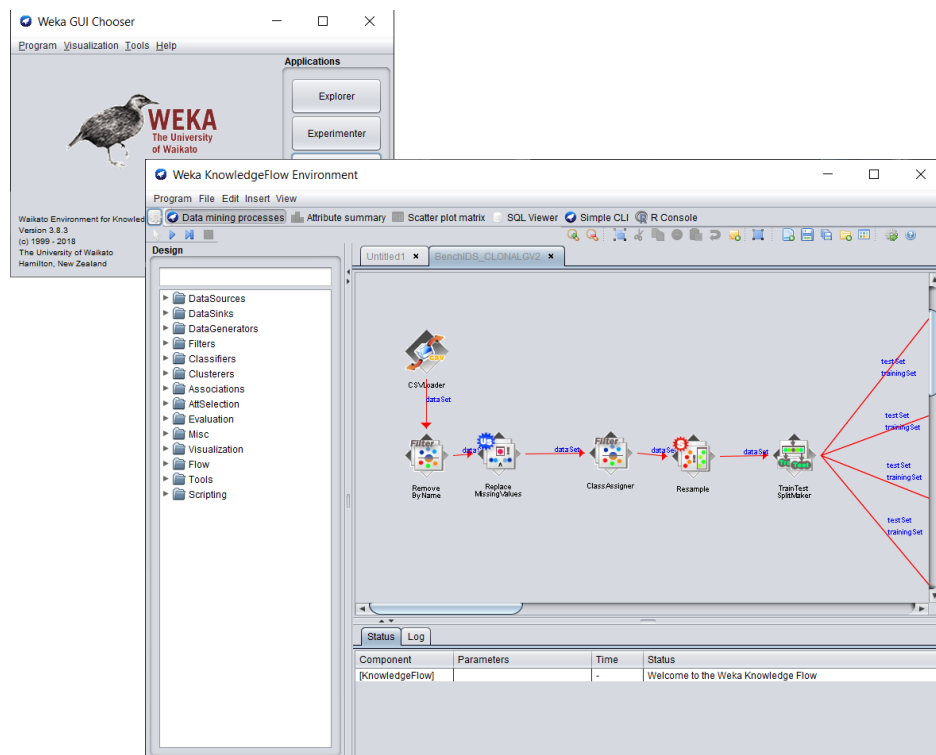 Weka GUI Chooser
Program Visualization Tools Help
Applications
Explorer
Experimenter
WEKA
The University
of Waikato
Waikato Environment for Knowled
Version 3.8.3
(c) 1999 - 2018
The University of Waikato
Hamilton, New Zealand
Weka KnowledgeFlow Environment
Program File Edit Insert View
Data mining processes Attribute summary Scatter plot matrix SQL Viewer Simple CLI R Console
Design
Untitled1 BenchIDS_CLONALGV2
DataSources
DataSinks
DataGenerators
Filters
Classifiers
Clusterers
Associations
AttSelection
Evaluation
Misc
Visualization
Flow
Tools
Scripting
CSV
CSVLoader
dataSet
Filter
Remove
ByName
dataSet
US
Replace
MissingValues
dataSet
Filter
ClassAssigner
dataSet
S
Resample
dataSet
TrainTest
SplitMaker
testSet
trainingSet
testSet
trainingSet
testSet
trainingSet
testSet
trainingSet
Status Log
Component Parameters Time Status
[KnowledgeFlow] - Welcome to the Weka Knowledge Flow